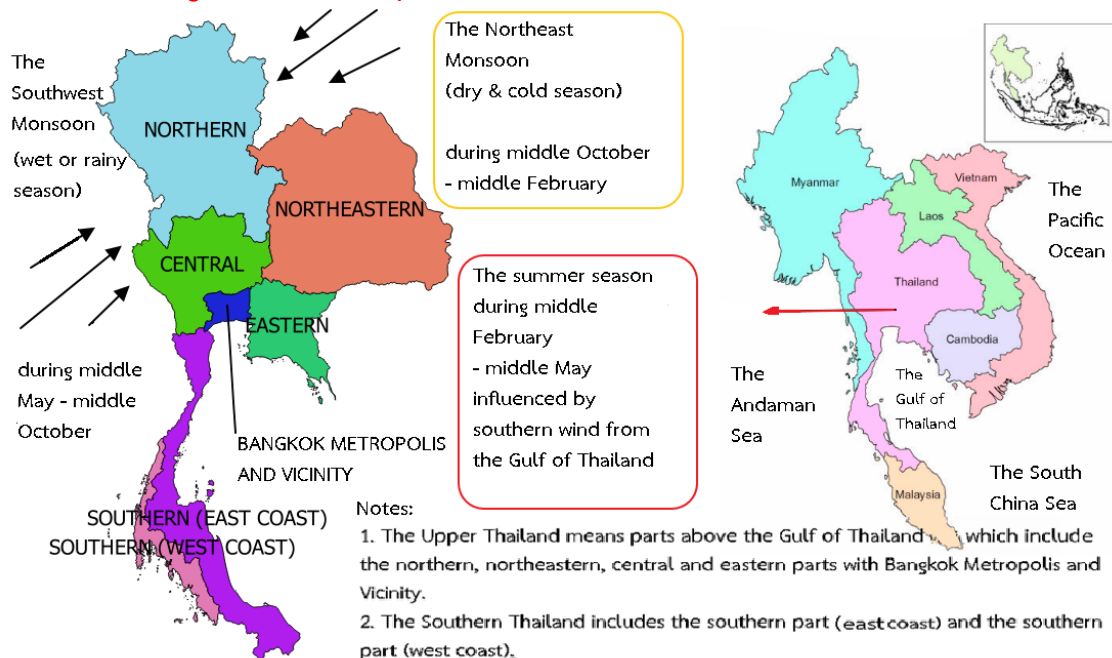 The
Southwest
Monsoon
(wet or rainy
season)
during middle
May - middle
October
NORTHERN
NORTHEASTERN
CENTRAL
EASTERN
BANGKOK METROPOLIS
AND VICINITY
SOUTHERN (EAST COAST)
SOUTHERN (WEST COAST)
The Northeast
Monsoon
(dry & cold season)
during middle October
- middle February
The summer season
during middle
February
- middle May
influenced by
southern wind from
the Gulf of Thailand
Myanmar
Vietnam
Laos
Thailand
Cambodia
Malaysia
The
Pacific
Ocean
The
Andaman
Sea
The
Gulf of
Thailand
The South
China Sea
Notes:
1. The Upper Thailand means parts above the Gulf of Thailand which include
the northern, northeastern, central and eastern parts with Bangkok Metropolis and
Vicinity.
2. The Southern Thailand includes the southern part (east coast) and the southern
part (west coast).